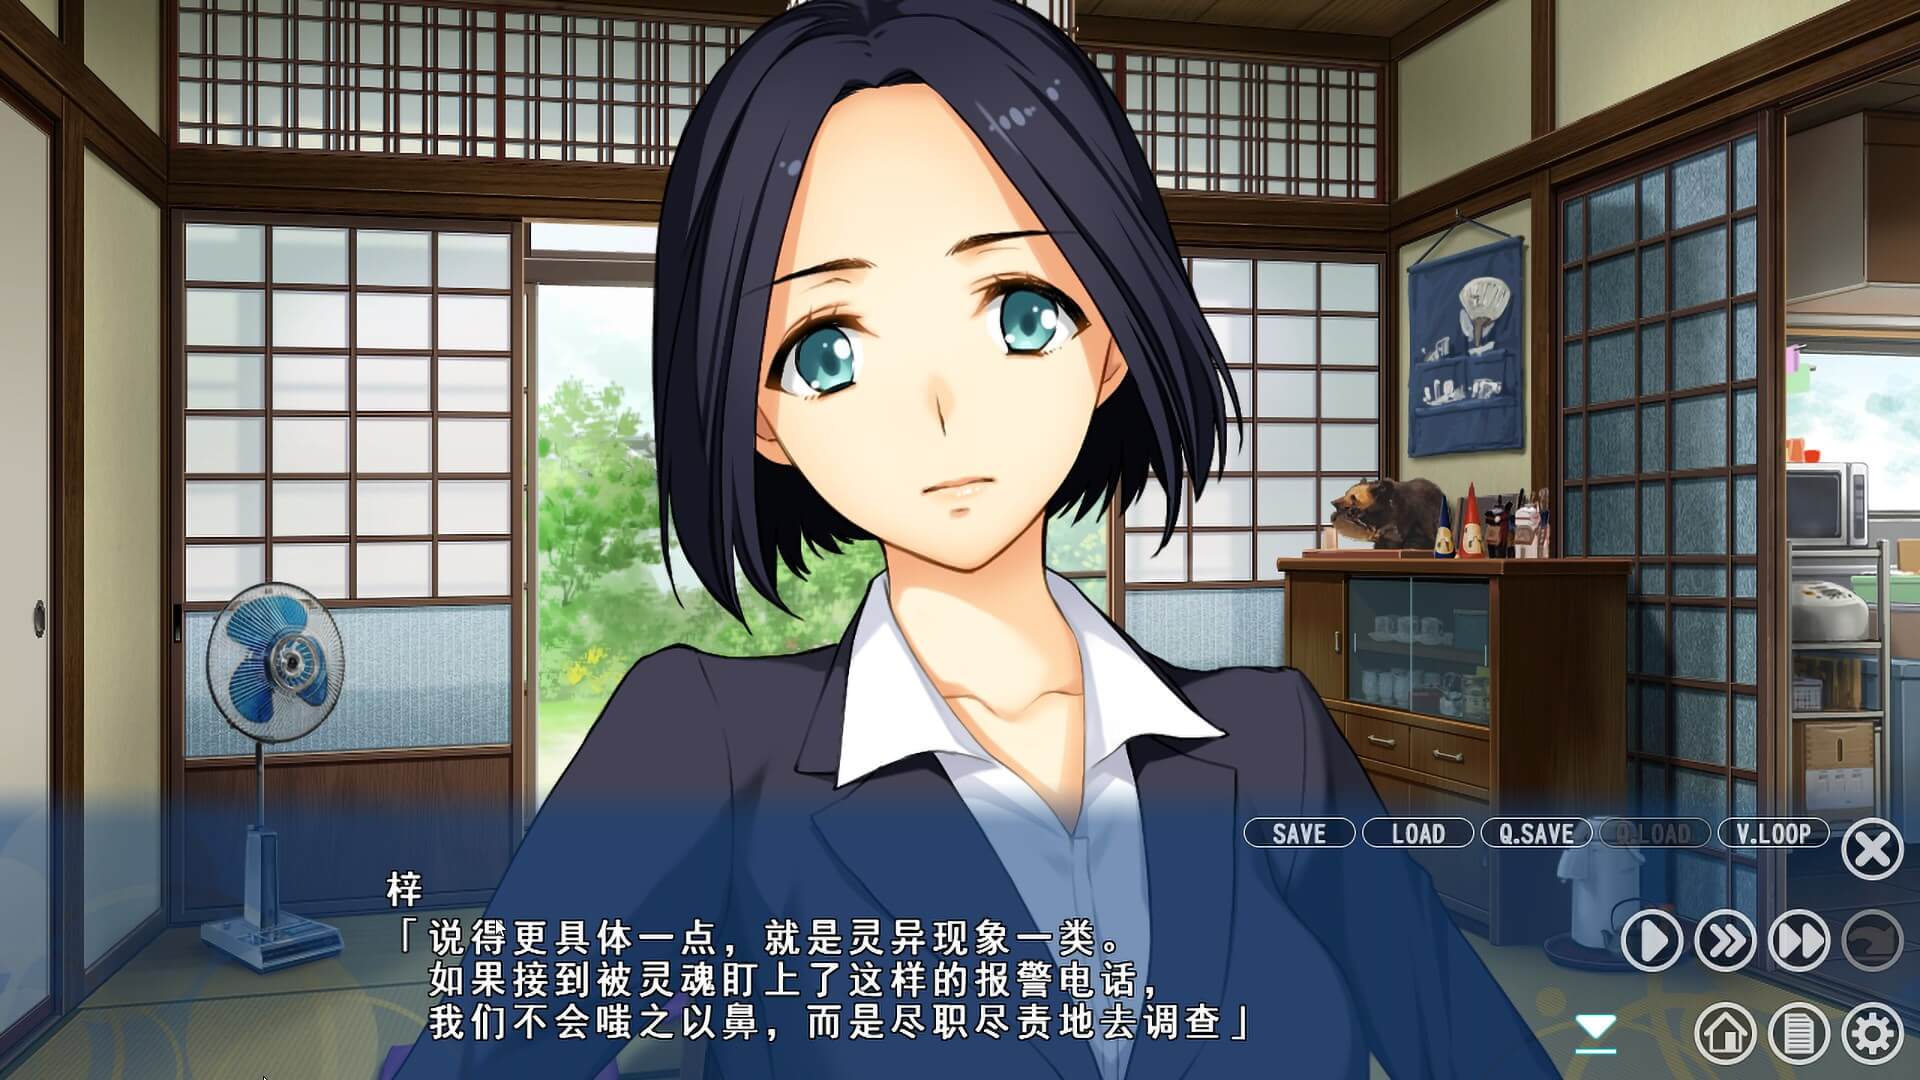 SAVE LOAD Q.SAVE Q.LOAD V.LOOP
梓
「说得更具体一点，就是灵异现象一类。
如果接到被灵魂盯上了这样的报警电话，
我们不会嗤之以鼻，而是尽职尽责地去调查」